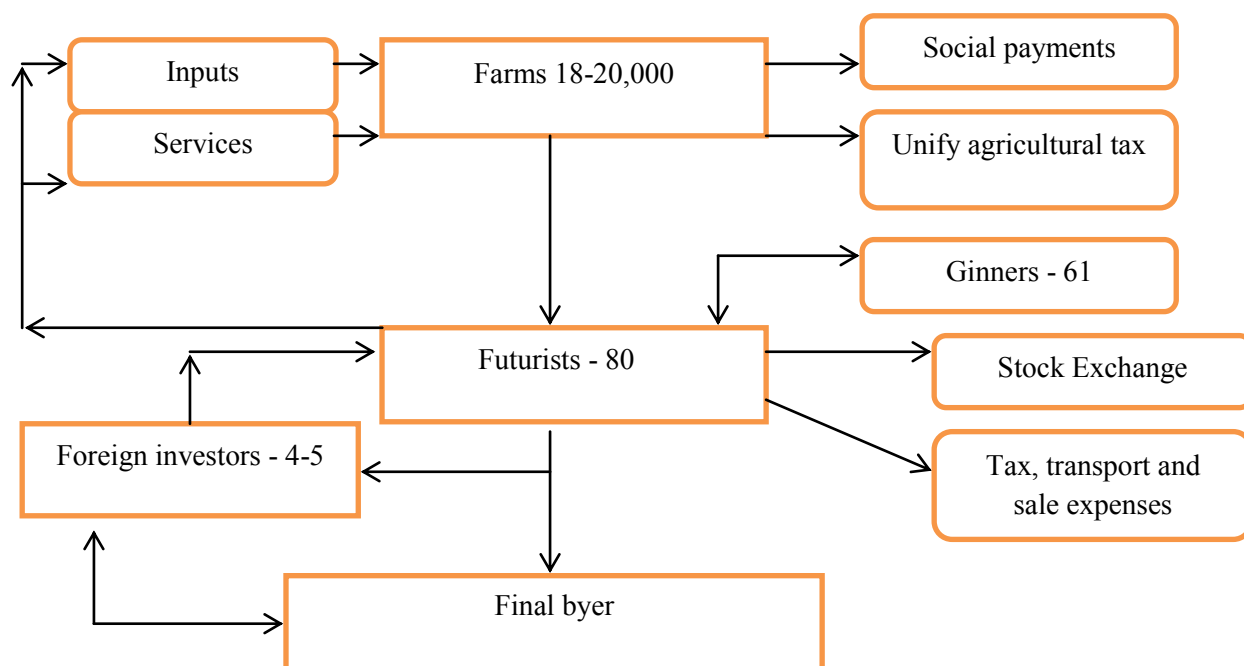 Inputs
Farms 18-20,000
Social payments
Services
Unify agricultural tax
Ginners - 61
Futurists - 80
Stock Exchange
Foreign investors - 4-5
Tax, transport and
sale expenses
Final byer